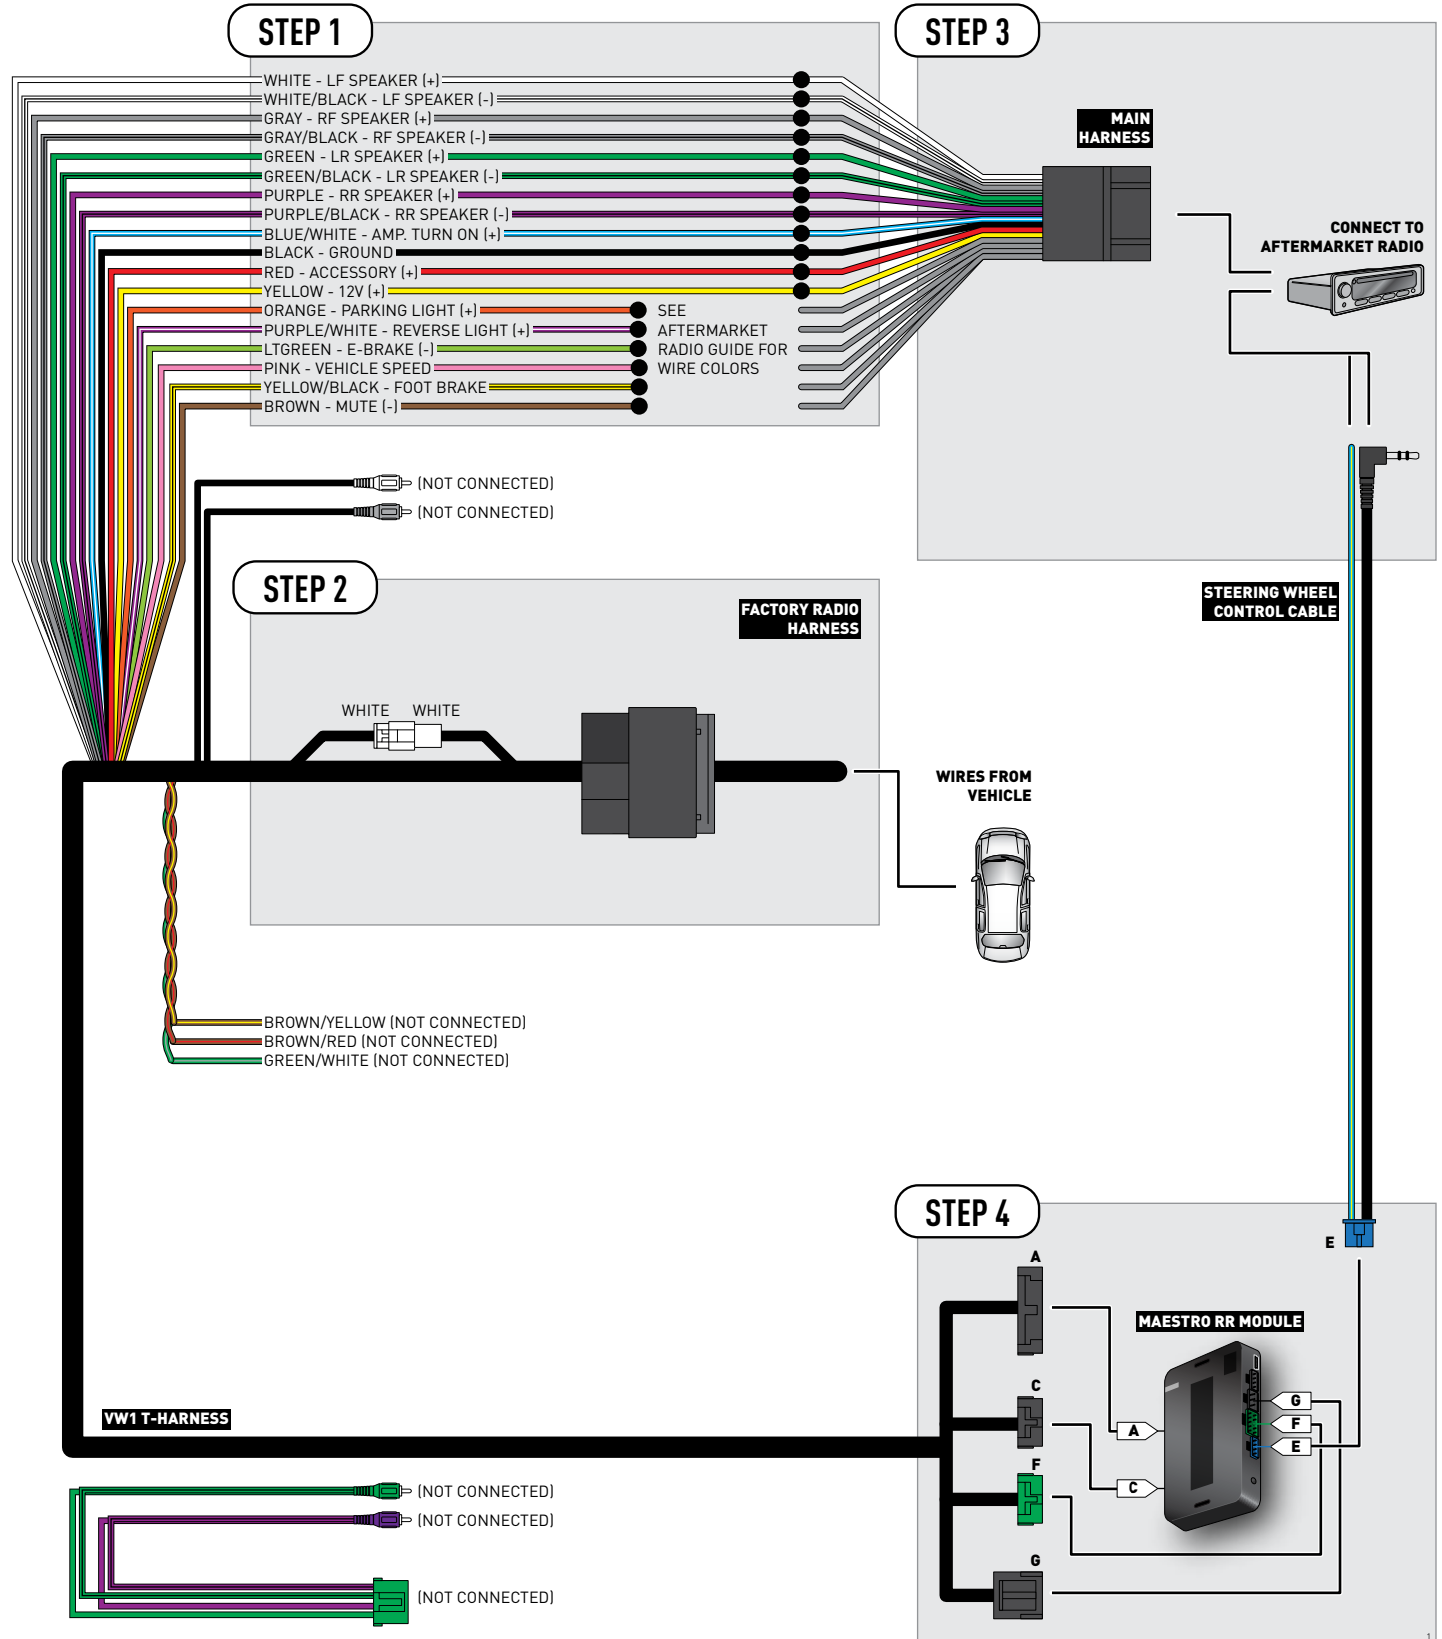 STEP 1
WHITE - LF SPEAKER (+)
WHITE/BLACK - LF SPEAKER (-)
GRAY - RF SPEAKER (+)
GRAY/BLACK - RF SPEAKER (-)
GREEN - LR SPEAKER (+)
GREEN/BLACK - LR SPEAKER (-)
PURPLE - RR SPEAKER (+)
PURPLE/BLACK - RR SPEAKER (-)
BLUE/WHITE - AMP. TURN ON (+)
BLACK - GROUND
RED - ACCESSORY (+)
YELLOW - 12V (+)
ORANGE - PARKING LIGHT (+)
PURPLE/WHITE - REVERSE LIGHT (+)
LTGREEN - E-BRAKE (-)
PINK - VEHICLE SPEED
YELLOW/BLACK - FOOT BRAKE
BROWN - MUTE (-)
SEE
AFTERMARKET
RADIO GUIDE FOR
WIRE COLORS
STEP 3
MAIN
HARNESS
CONNECT TO
AFTERMARKET RADIO
(NOT CONNECTED)
(NOT CONNECTED)
STEP 2
FACTORY RADIO
HARNESS
WHITE
WHITE
WIRES FROM
VEHICLE
STEERING WHEEL
CONTROL CABLE
BROWN/YELLOW (NOT CONNECTED)
BROWN/RED (NOT CONNECTED)
GREEN/WHITE (NOT CONNECTED)
STEP 4
E
A
MAESTRO RR MODULE
C
G
F
A
E
F
C
G
VW1 T-HARNESS
(NOT CONNECTED)
(NOT CONNECTED)
(NOT CONNECTED)
1